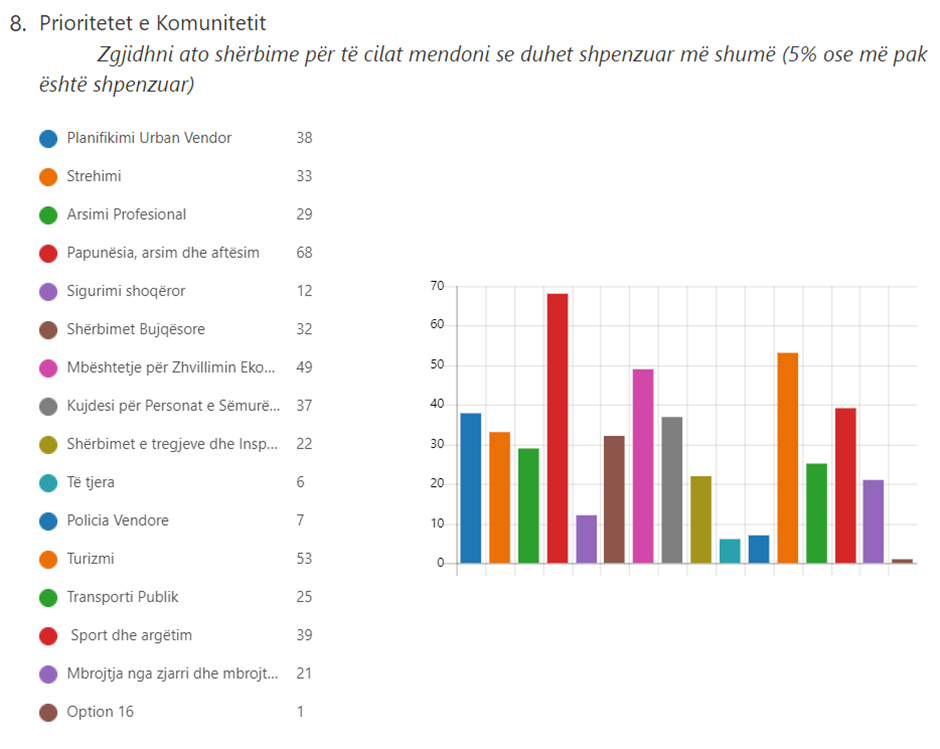 8. Prioritetet e Komunitetit
Zgjidhni ato shërbime për të cilat mendoni se duhet shpenzuar më shumë (5% ose më pak
është shpenzuar)
Planifikimi Urban Vendor 38
Strehimi 33
Arsimi Profesional 29
Papunësia, arsim dhe aftësim 68
Sigurimi shoqëror 12
Shërbimet Bujqësore 32
Mbështetje për Zhvillimin Eko... 49
Kujdesi për Personat e Sëmurë... 37
Shërbimet e tregjeve dhe Insp... 22
Të tjera 6
Policia Vendore 7
Turizmi 53
Transporti Publik 25
Sport dhe argëtim 39
Mbrojtja nga zjarri dhe mbrojt... 21
Option 16 1
70
60
50
40
30
20
10
0